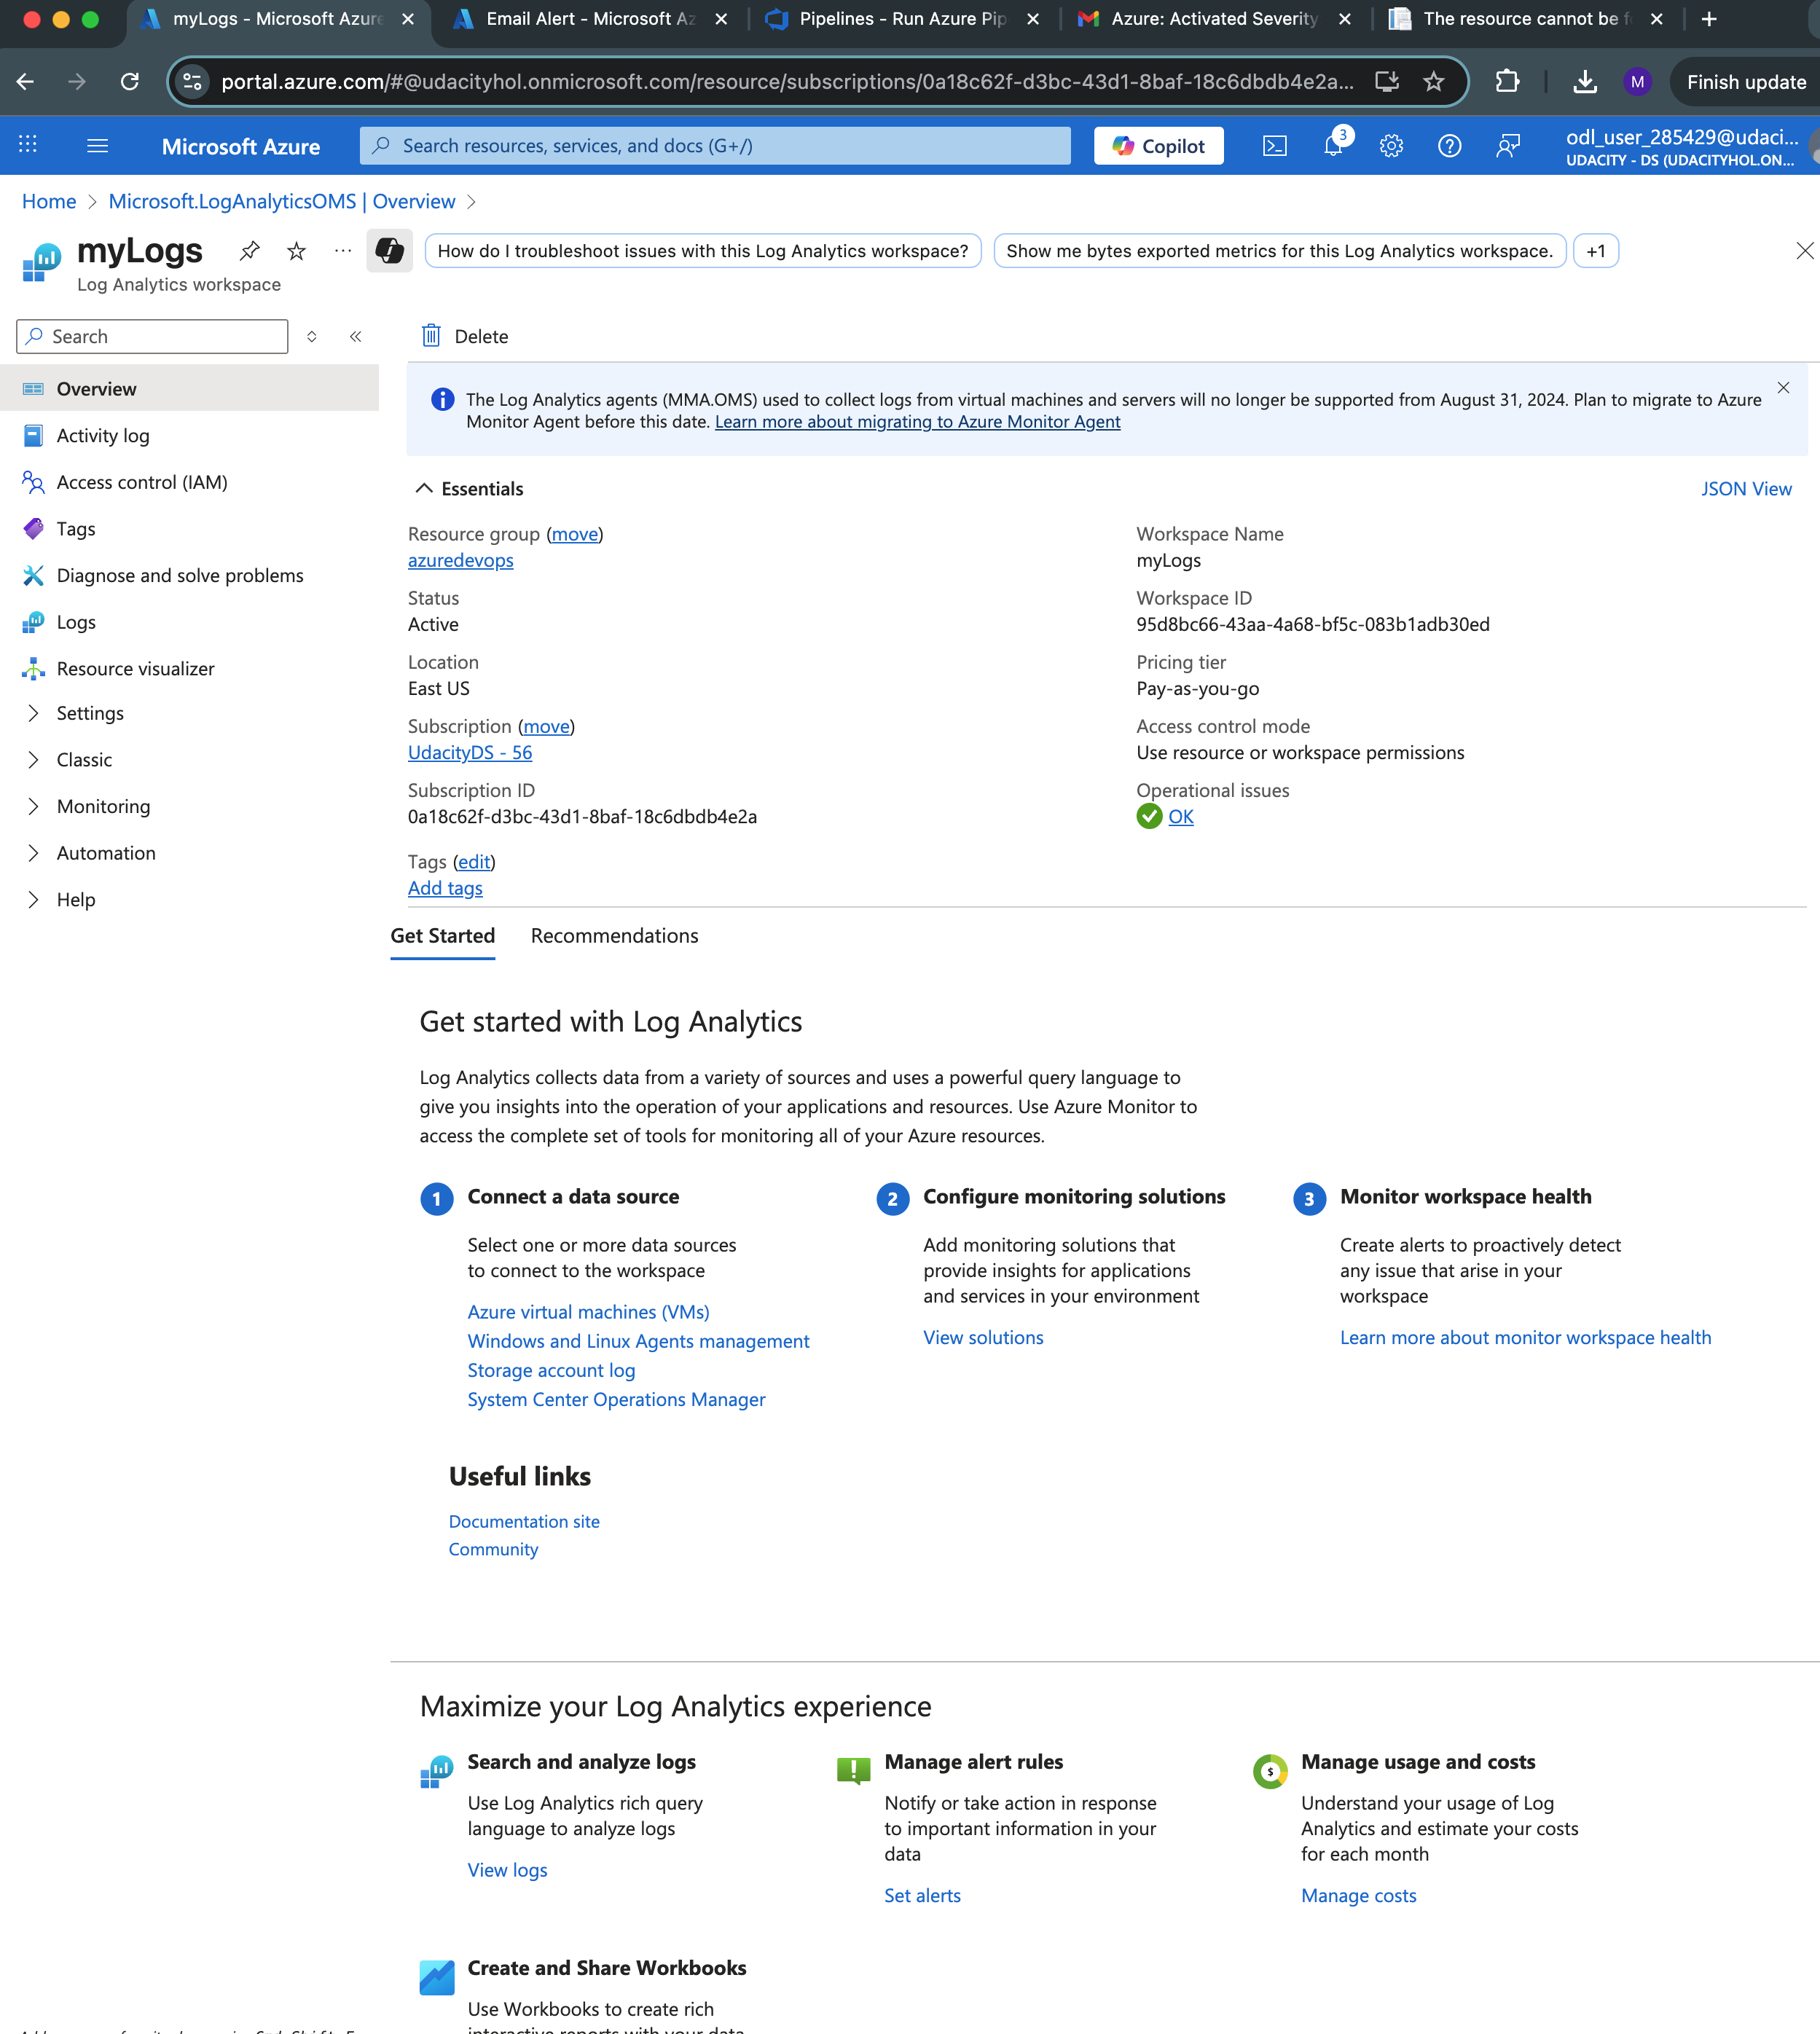 myLogs - Microsoft Azure
Email Alert - Microsoft Az
Pipelines - Run Azure Pip
Azure: Activated Severity
The resource cannot be f
portal.azure.com/#@udacityhol.onmicrosoft.com/resource/subscriptions/0a18c62f-d3bc-43d1-8baf-18c6dbdb4e2a...
M
Finish update
Microsoft Azure
Search resources, services, and docs (G+/)
Copilot
3
odl_user_285429@udaci...
UDACITY - DS (UDACITYHOL.ON...
Home > Microsoft.LogAnalyticsOMS | Overview >
myLogs
Log Analytics workspace
How do I troubleshoot issues with this Log Analytics workspace?
Show me bytes exported metrics for this Log Analytics workspace.
+1
Search
Overview
Activity log
Access control (IAM)
Tags
Diagnose and solve problems
Logs
Resource visualizer
Settings
Classic
Monitoring
Automation
Help
Delete
The Log Analytics agents (MMA.OMS) used to collect logs from virtual machines and servers will no longer be supported from August 31, 2024. Plan to migrate to Azure
Monitor Agent before this date. Learn more about migrating to Azure Monitor Agent
Essentials
JSON View
Resource group (move)
azuredevops
Status
Active
Location
East US
Subscription (move)
UdacityDS - 56
Subscription ID
0a18c62f-d3bc-43d1-8baf-18c6dbdb4e2a
Tags (edit)
Add tags
Workspace Name
myLogs
Workspace ID
95d8bc66-43aa-4a68-bf5c-083b1adb30ed
Pricing tier
Pay-as-you-go
Access control mode
Use resource or workspace permissions
Operational issues
OK
Get Started
Recommendations
Get started with Log Analytics
Log Analytics collects data from a variety of sources and uses a powerful query language to
give you insights into the operation of your applications and resources. Use Azure Monitor to
access the complete set of tools for monitoring all of your Azure resources.
1
Connect a data source
Select one or more data sources
to connect to the workspace
Azure virtual machines (VMs)
Windows and Linux Agents management
Storage account log
System Center Operations Manager
2
Configure monitoring solutions
Add monitoring solutions that
provide insights for applications
and services in your environment
View solutions
3
Monitor workspace health
Create alerts to proactively detect
any issue that arise in your
workspace
Learn more about monitor workspace health
Useful links
Documentation site
Community
Maximize your Log Analytics experience
Search and analyze logs
Use Log Analytics rich query
language to analyze logs
View logs
Manage alert rules
Notify or take action in response
to important information in your
data
Set alerts
Manage usage and costs
Understand your usage of Log
Analytics and estimate your costs
for each month
Manage costs
Create and Share Workbooks
Use Workbooks to create rich
interactive reports with your data